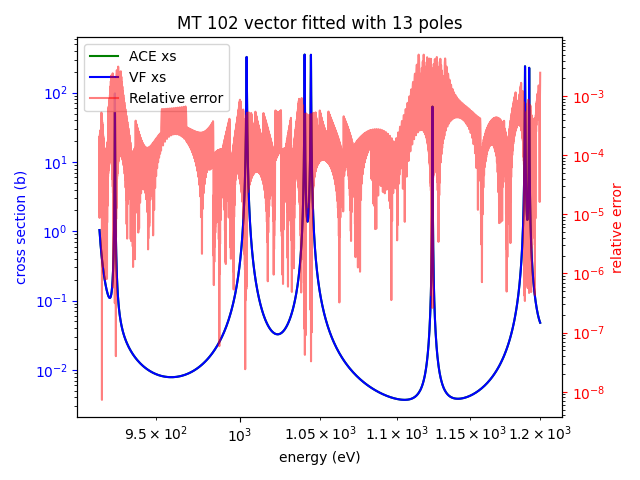 MT 102 vector fitted with 13 poles
ACE xs
VF xs
Relative error
cross section (b)
10²
10¹
10⁰
10⁻¹
10⁻²
relative error
10⁻³
10⁻⁴
10⁻⁵
10⁻⁶
10⁻⁷
10⁻⁸
9.5 × 10² 10³ 1.05 × 10³ 1.1 × 10³ 1.15 × 10³ 1.2 × 10³
energy (eV)